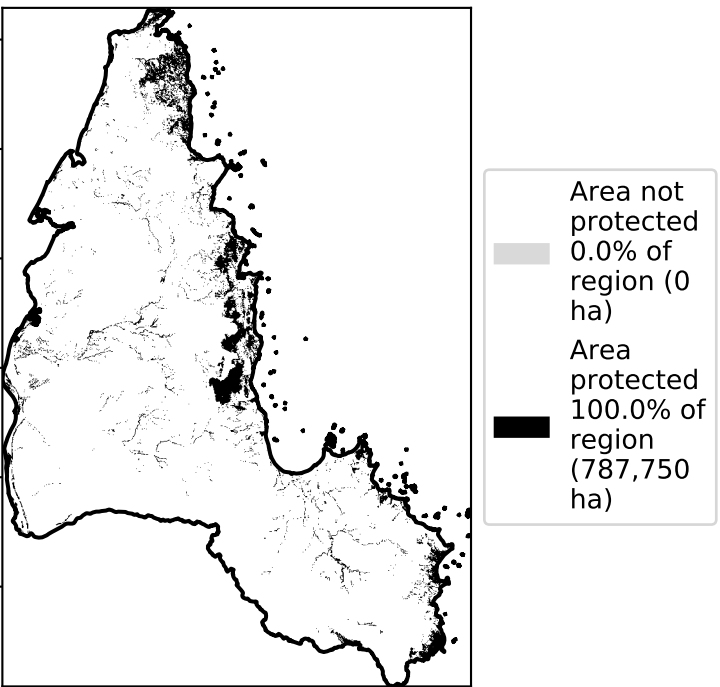 Area not
protected
0.0% of
region (0
ha)
Area
protected
100.0% of
region
(787,750
ha)